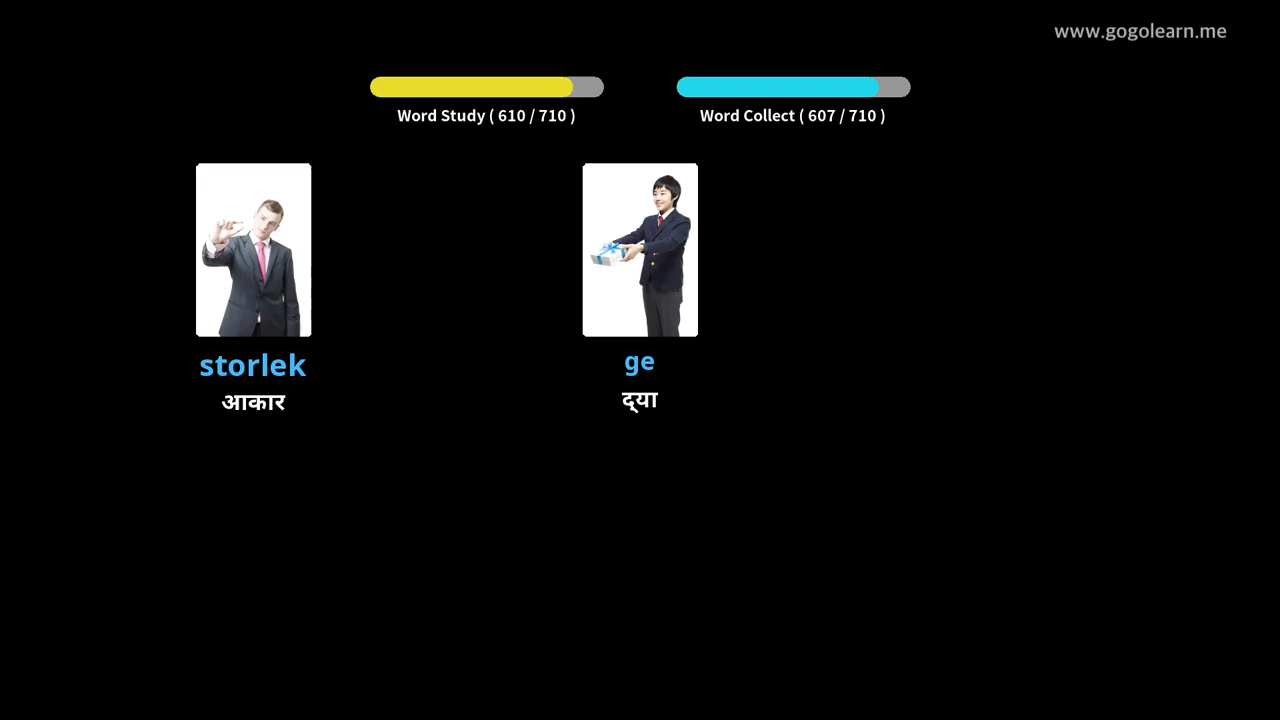 www.gogolearn.me
Word Study ( 610 / 710 )
Word Collect ( 607 / 710 )
storlek
आकार
ge
द्‌या